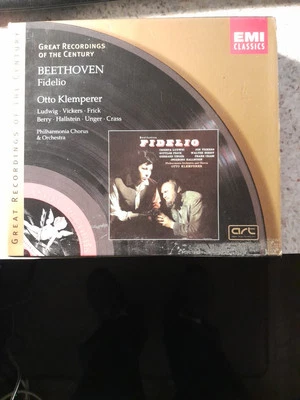 GREAT RECORDINGS OF THE CENTURY
GREAT RECORDINGS
OF THE CENTURY
EMI
CLASSICS
BEETHOVEN
Fidelio
Otto Klemperer
Ludwig · Vickers · Frick
Berry · Hallstein · Unger · Crass
Philharmonia Chorus
& Orchestra
FIDELIO
OTTO KLEMPERER
art